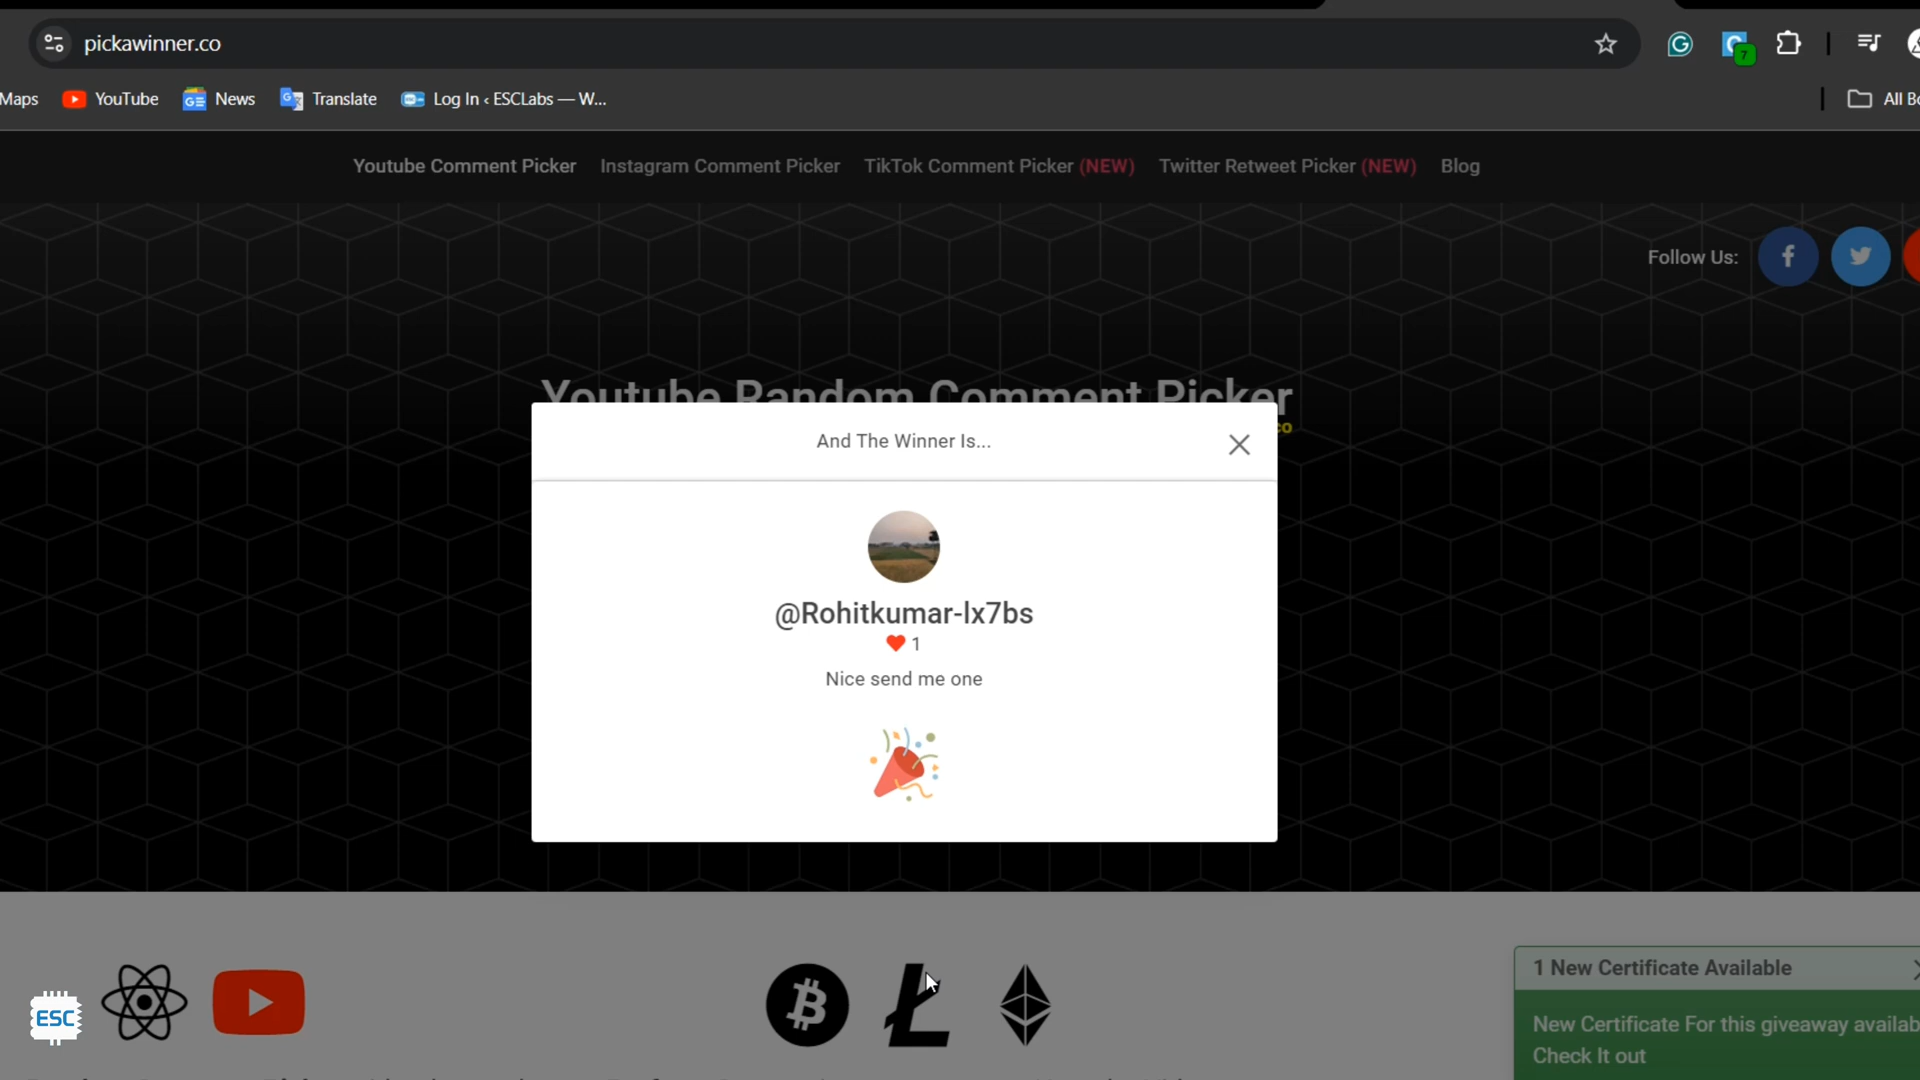 pickawinner.co
7
Maps YouTube News Translate Log In ‹ ESCLabs — W...
All Bo
Youtube Comment Picker Instagram Comment Picker TikTok Comment Picker (NEW) Twitter Retweet Picker (NEW) Blog
Follow Us:
Youtube Random Comment Picker
co
And The Winner Is...
@Rohitkumar-lx7bs
1
Nice send me one
1 New Certificate Available
New Certificate For this giveaway availab
Check It out
ESC